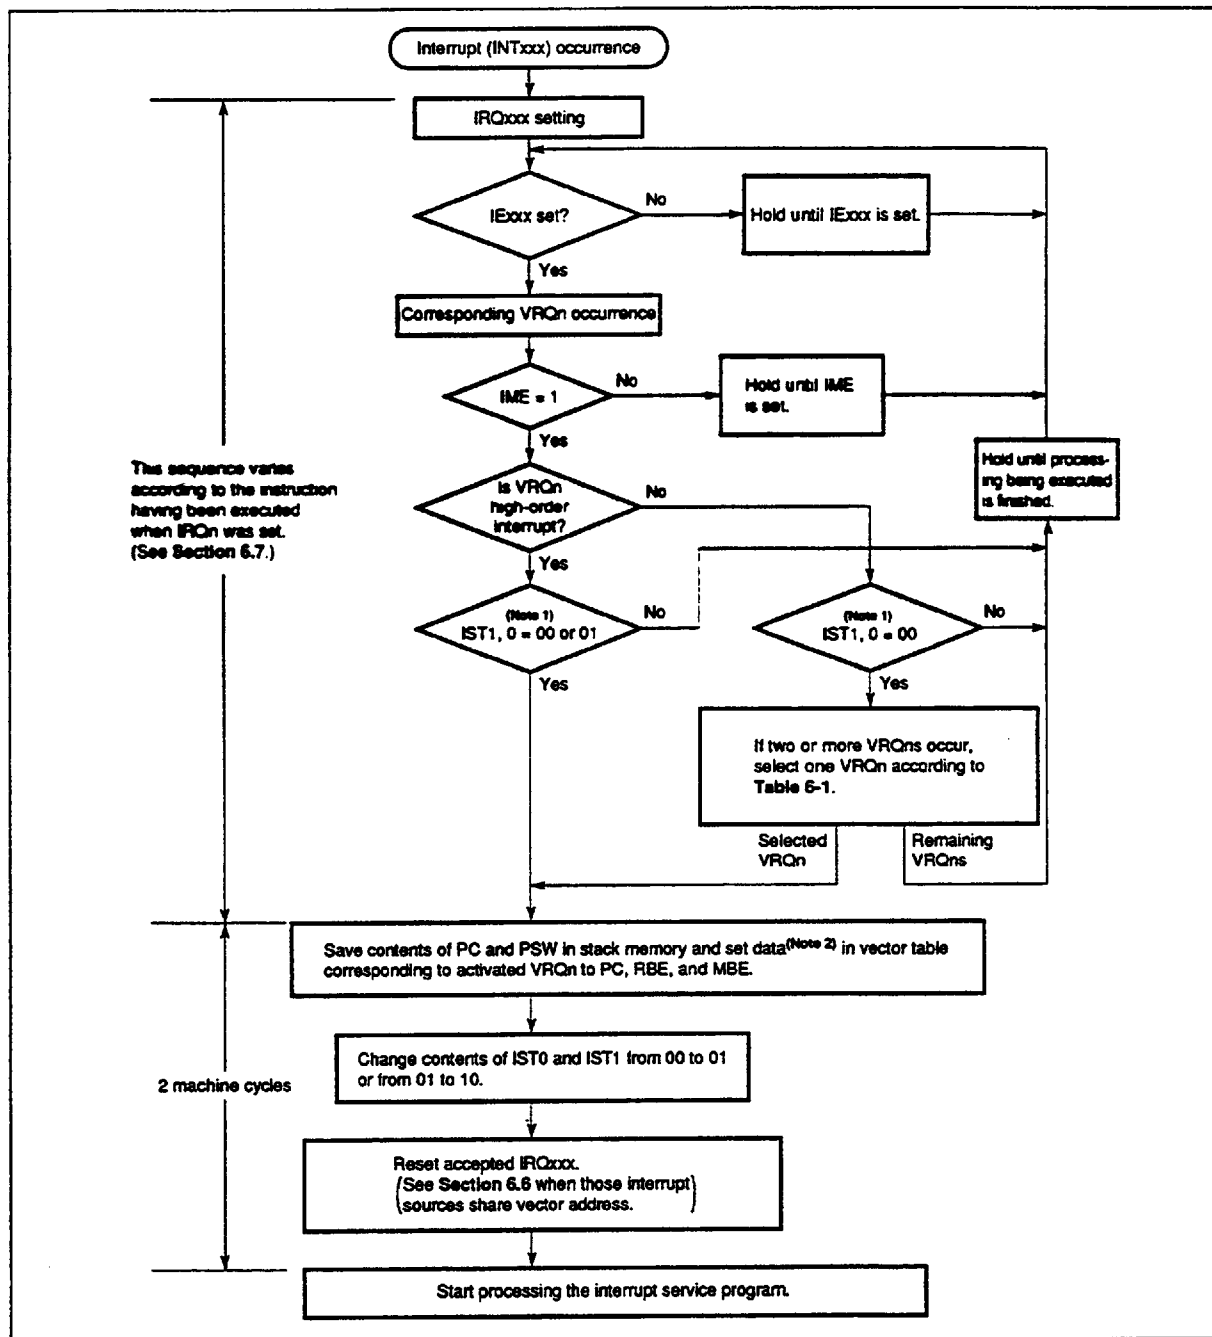 Interrupt (INTxxx) occurrence
IRQxxx setting
IExxx set?
No
Hold until IExxx is set.
Yes
Corresponding VRQn occurrence
IME = 1
No
Hold until IME
is set.
Yes
This sequence varies
according to the instruction
having been executed
when IRQn was set.
(See Section 6.7.)
Is VRQn
high-order
interrupt?
No
Hold until process-
ing being executed
is finished.
Yes
(Note 1)
IST1, 0 = 00 or 01
No
(Note 1)
IST1, 0 = 00
No
Yes
Yes
If two or more VRQns occur,
select one VRQn according to
Table 6-1.
Selected
VRQn
Remaining
VRQns
Save contents of PC and PSW in stack memory and set data(Note 2) in vector table
corresponding to activated VRQn to PC, RBE, and MBE.
Change contents of IST0 and IST1 from 00 to 01
or from 01 to 10.
2 machine cycles
Reset accepted IRQxxx.
(See Section 6.6 when those interrupt
sources share vector address.)
Start processing the interrupt service program.